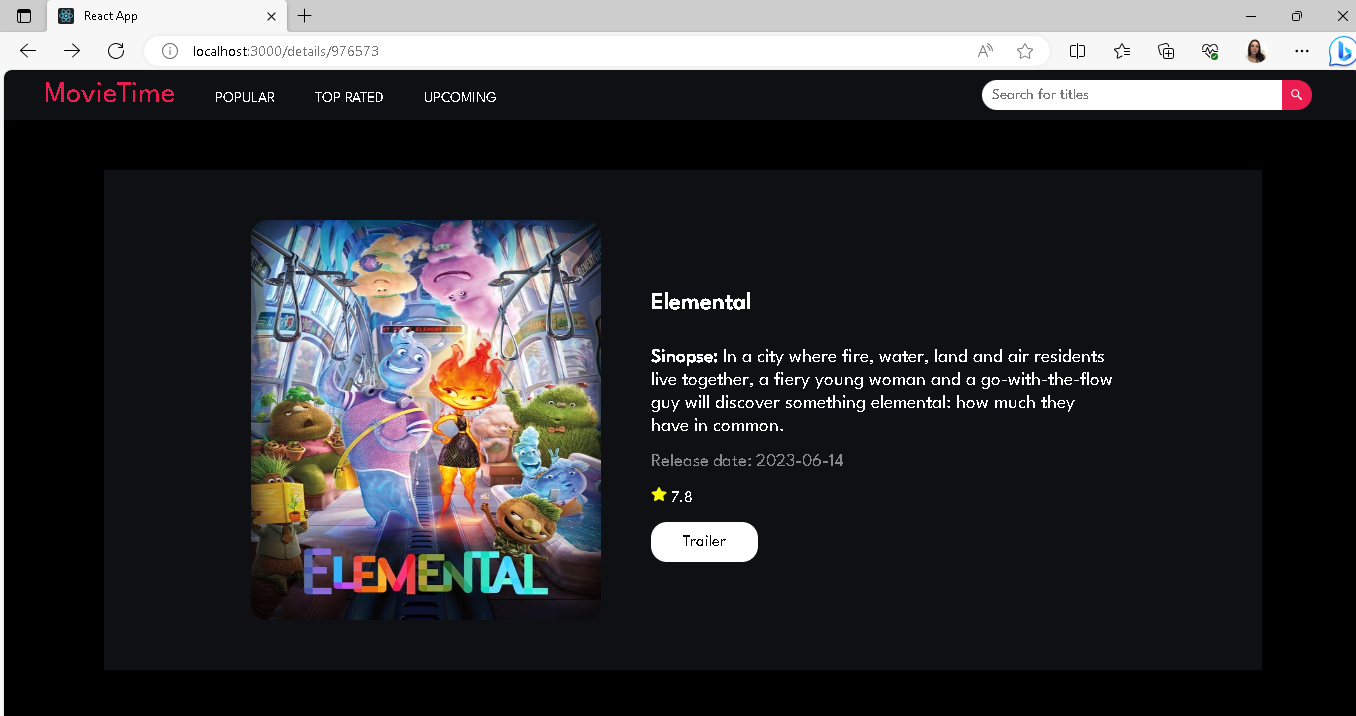 React App
localhost:3000/details/976573
MovieTime
POPULAR
TOP RATED
UPCOMING
Search for titles
Elemental
Sinopse: In a city where fire, water, land and air residents
live together, a fiery young woman and a go-with-the-flow
guy will discover something elemental: how much they
have in common.
Release date: 2023-06-14
7.8
Trailer
ELEMENT CITY
ELEMENTAL